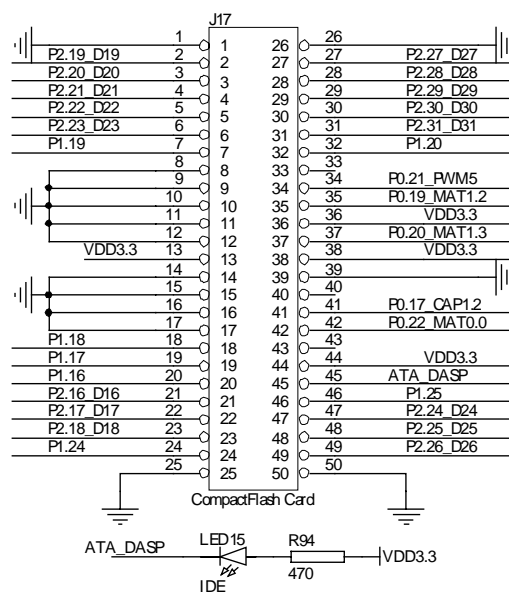 J17
1 1 26 26
P2.19_D19 2 2 27 27 P2.27_D27
P2.20_D20 3 3 28 28 P2.28_D28
P2.21_D21 4 4 29 29 P2.29_D29
P2.22_D22 5 5 30 30 P2.30_D30
P2.23_D23 6 6 31 31 P2.31_D31
P1.19 7 7 32 32 P1.20
8 8 33 33
9 9 34 34 P0.21_PWM5
10 10 35 35 P0.19_MAT1.2
11 11 36 36 VDD3.3
12 12 37 37 P0.20_MAT1.3
VDD3.3 13 13 38 38 VDD3.3
14 14 39 39
15 15 40 40
16 16 41 41 P0.17_CAP1.2
17 17 42 42 P0.22_MAT0.0
P1.18 18 18 43 43
P1.17 19 19 44 44 VDD3.3
P1.16 20 20 45 45 ATA_DASP
P2.16_D16 21 21 46 46 P1.25
P2.17_D17 22 22 47 47 P2.24_D24
P2.18_D18 23 23 48 48 P2.25_D25
P1.24 24 24 49 49 P2.26_D26
25 25 50 50
CompactFlash Card
ATA_DASP LED15 R94 VDD3.3
IDE 470